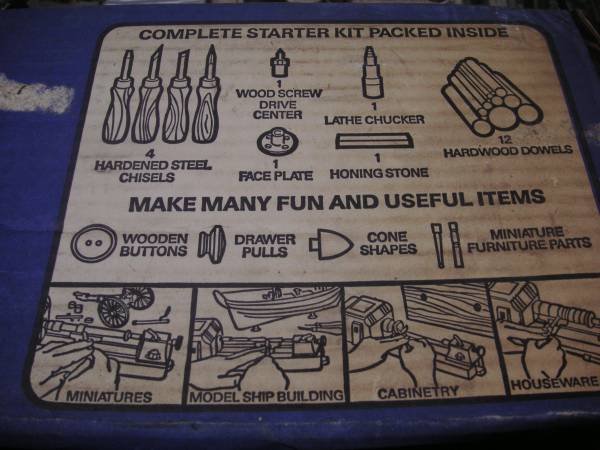 COMPLETE STARTER KIT PACKED INSIDE
4
HARDENED STEEL
CHISELS
1
WOOD SCREW
DRIVE
CENTER
1
LATHE CHUCKER
12
HARDWOOD DOWELS
1
FACE PLATE
1
HONING STONE
MAKE MANY FUN AND USEFUL ITEMS
WOODEN
BUTTONS
DRAWER
PULLS
CONE
SHAPES
MINIATURE
FURNITURE PARTS
MINIATURES
MODEL SHIP BUILDING
CABINETRY
HOUSEWARE